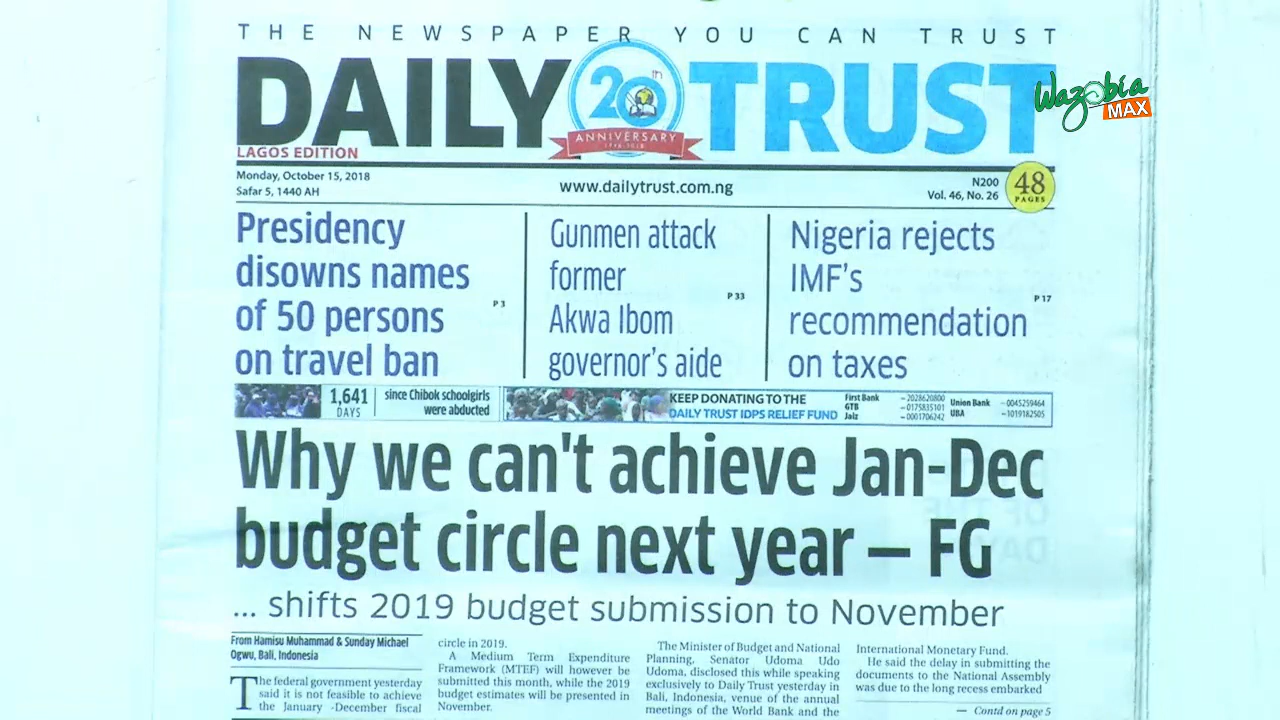 THE NEWSPAPER YOU CAN TRUST
DAILY TRUST
20th
ANNIVERSARY
Wazobia
MAX
LAGOS EDITION
Monday, October 15, 2018
Safar 5, 1440 AH
www.dailytrust.com.ng
N200
Vol. 46, No. 26
48
PAGES
Presidency
disowns names
of 50 persons
on travel ban
P 3
Gunmen attack
former
Akwa Ibom
governor's aide
P 33
Nigeria rejects
IMF's
recommendation
on taxes
P 17
1,641
DAYS
since Chibok schoolgirls
were abducted
KEEP DONATING TO THE
DAILY TRUST IDPS RELIEF FUND
First Bank – 2028620800
GTB – 0175835101
Jaiz – 0001706242
Union Bank – 0045259464
UBA – 1019182505
Why we can't achieve Jan-Dec
budget circle next year – FG
... shifts 2019 budget submission to November
From Hamisu Muhammad & Sunday Michael
Ogwu, Bali, Indonesia
The federal government yesterday
said it is not feasible to achieve
the January -December fiscal
circle in 2019.
A Medium Term Expenditure
Framework (MTEF) will however be
submitted this month, while the 2019
budget estimates will be presented in
November.
The Minister of Budget and National
Planning, Senator Udoma Udo
Udoma, disclosed this while speaking
exclusively to Daily Trust yesterday in
Bali, Indonesia, venue of the annual
meetings of the World Bank and the
International Monetary Fund.
He said the delay in submitting the
documents to the National Assembly
was due to the long recess embarked
— Contd on page 5